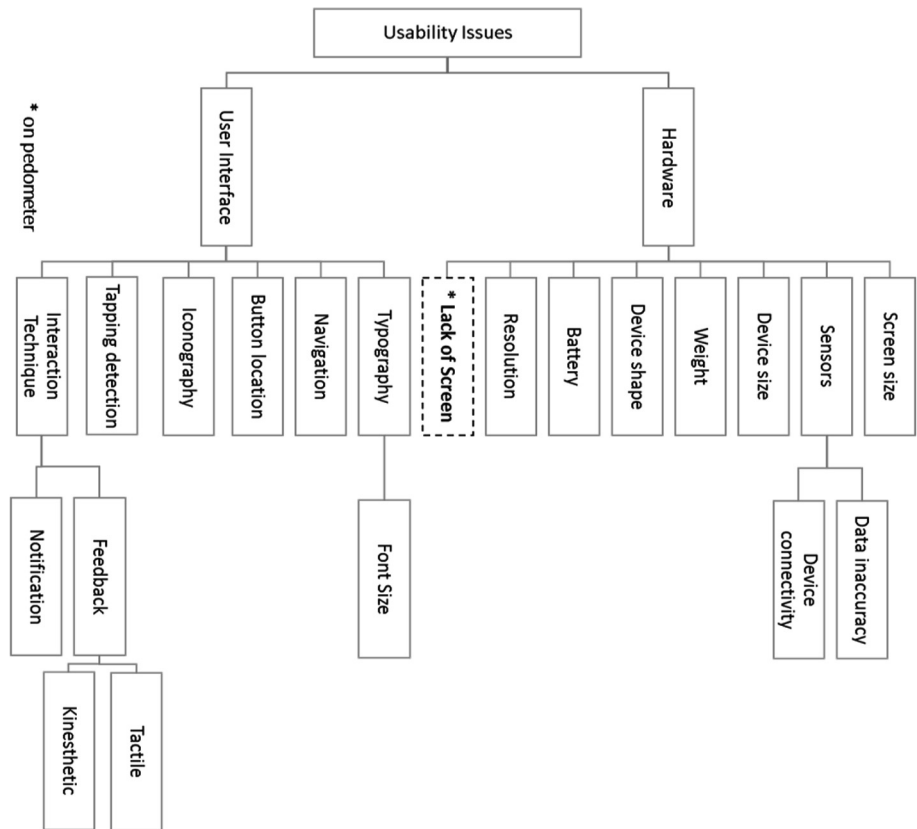 Usability Issues
User Interface
Hardware
* on pedometer
Interaction
Technique
Tapping detection
Iconography
Button location
Navigation
Typography
* Lack of Screen
Resolution
Battery
Device shape
Weight
Device size
Sensors
Screen size
Notification
Feedback
Font Size
Device
connectivity
Data inaccuracy
Kinesthetic
Tactile